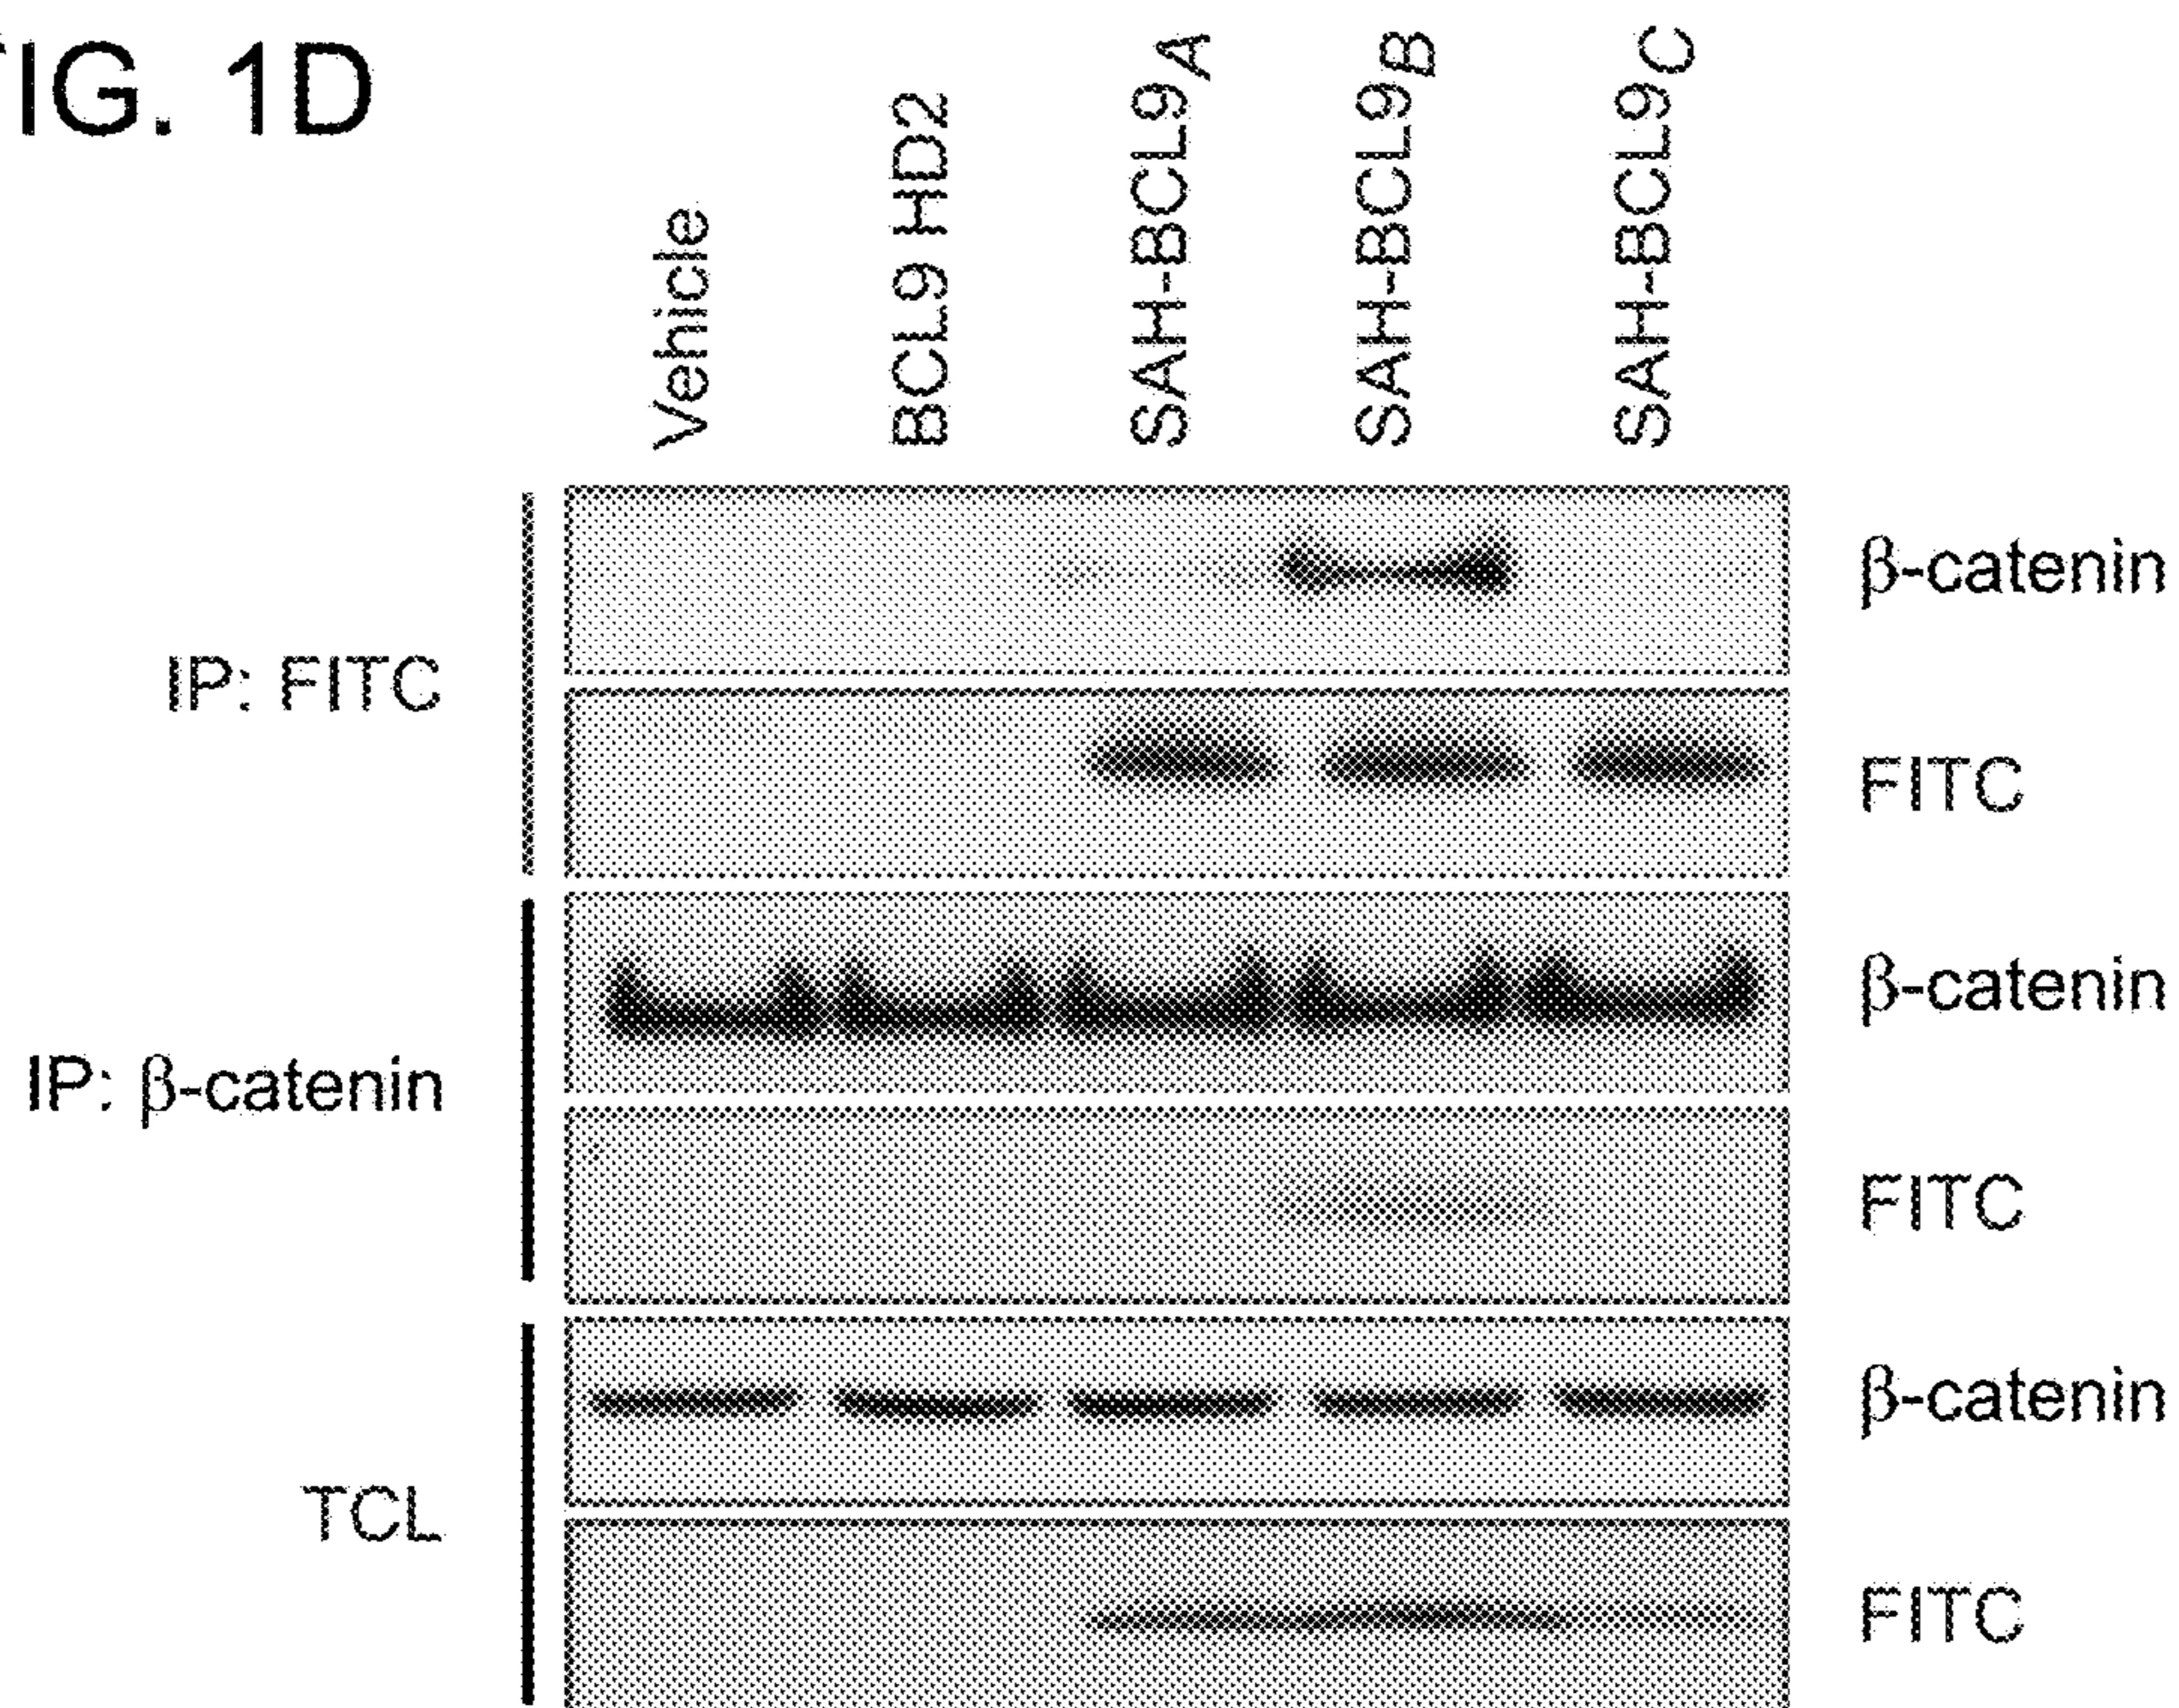 FIG. 1D
Vehicle
BCL9 HD2
SAH-BCL9A
SAH-BCL9B
SAH-BCL9C
IP: FITC
β-catenin
FITC
IP: β-catenin
β-catenin
FITC
TCL
β-catenin
FITC